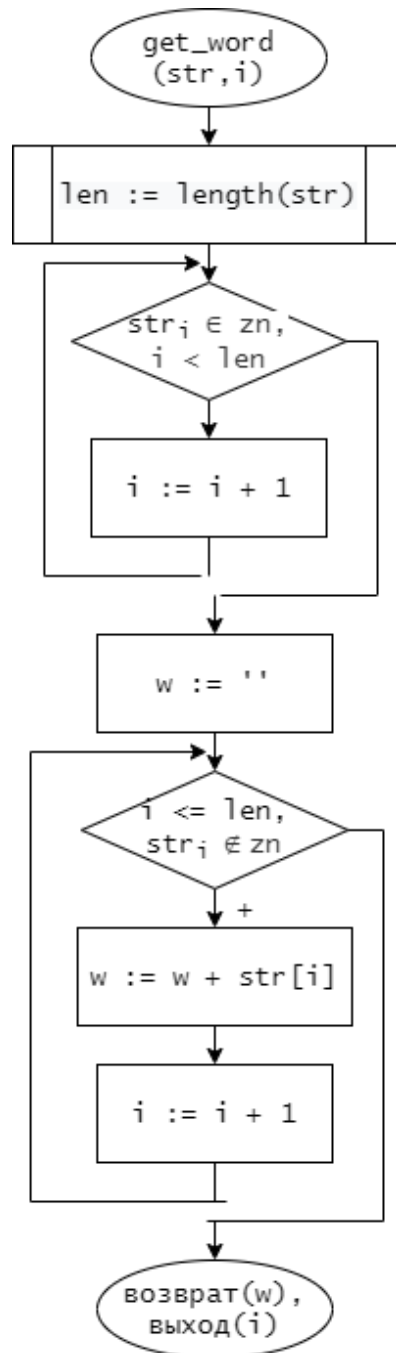 get_word
(str,i)
len := length(str)
strᵢ ∈ zn,
i < len
i := i + 1
w := ''
i <= len,
strᵢ ∉ zn
+
w := w + str[i]
i := i + 1
возврат(w),
выход(i)